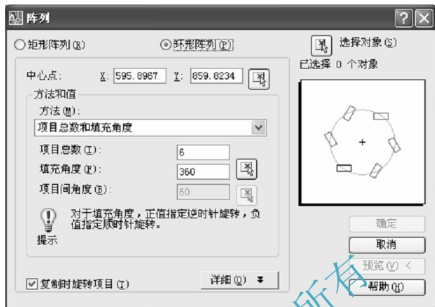 阵列
矩形阵列(R)
环形阵列(P)
选择对象(S)
已选择 0 个对象
中心点: X: 595.8967 Y: 859.8234
方法和值
方法(M):
项目总数和填充角度
项目总数(I): 6
填充角度(F): 360
项目间角度(B): 60
对于填充角度，正值指定逆时针旋转，负
值指定顺时针旋转。
提示
复制时旋转项目(T)
详细(O)
确定
取消
预览(V) <
帮助(H)
所有